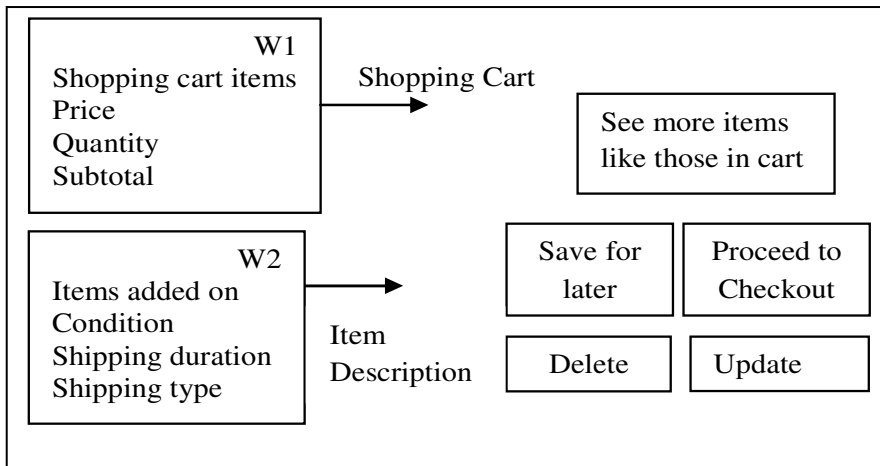 W1
Shopping cart items
Price
Quantity
Subtotal
Shopping Cart
See more items
like those in cart
W2
Items added on
Condition
Shipping duration
Shipping type
Item
Description
Save for
later
Proceed to
Checkout
Delete
Update